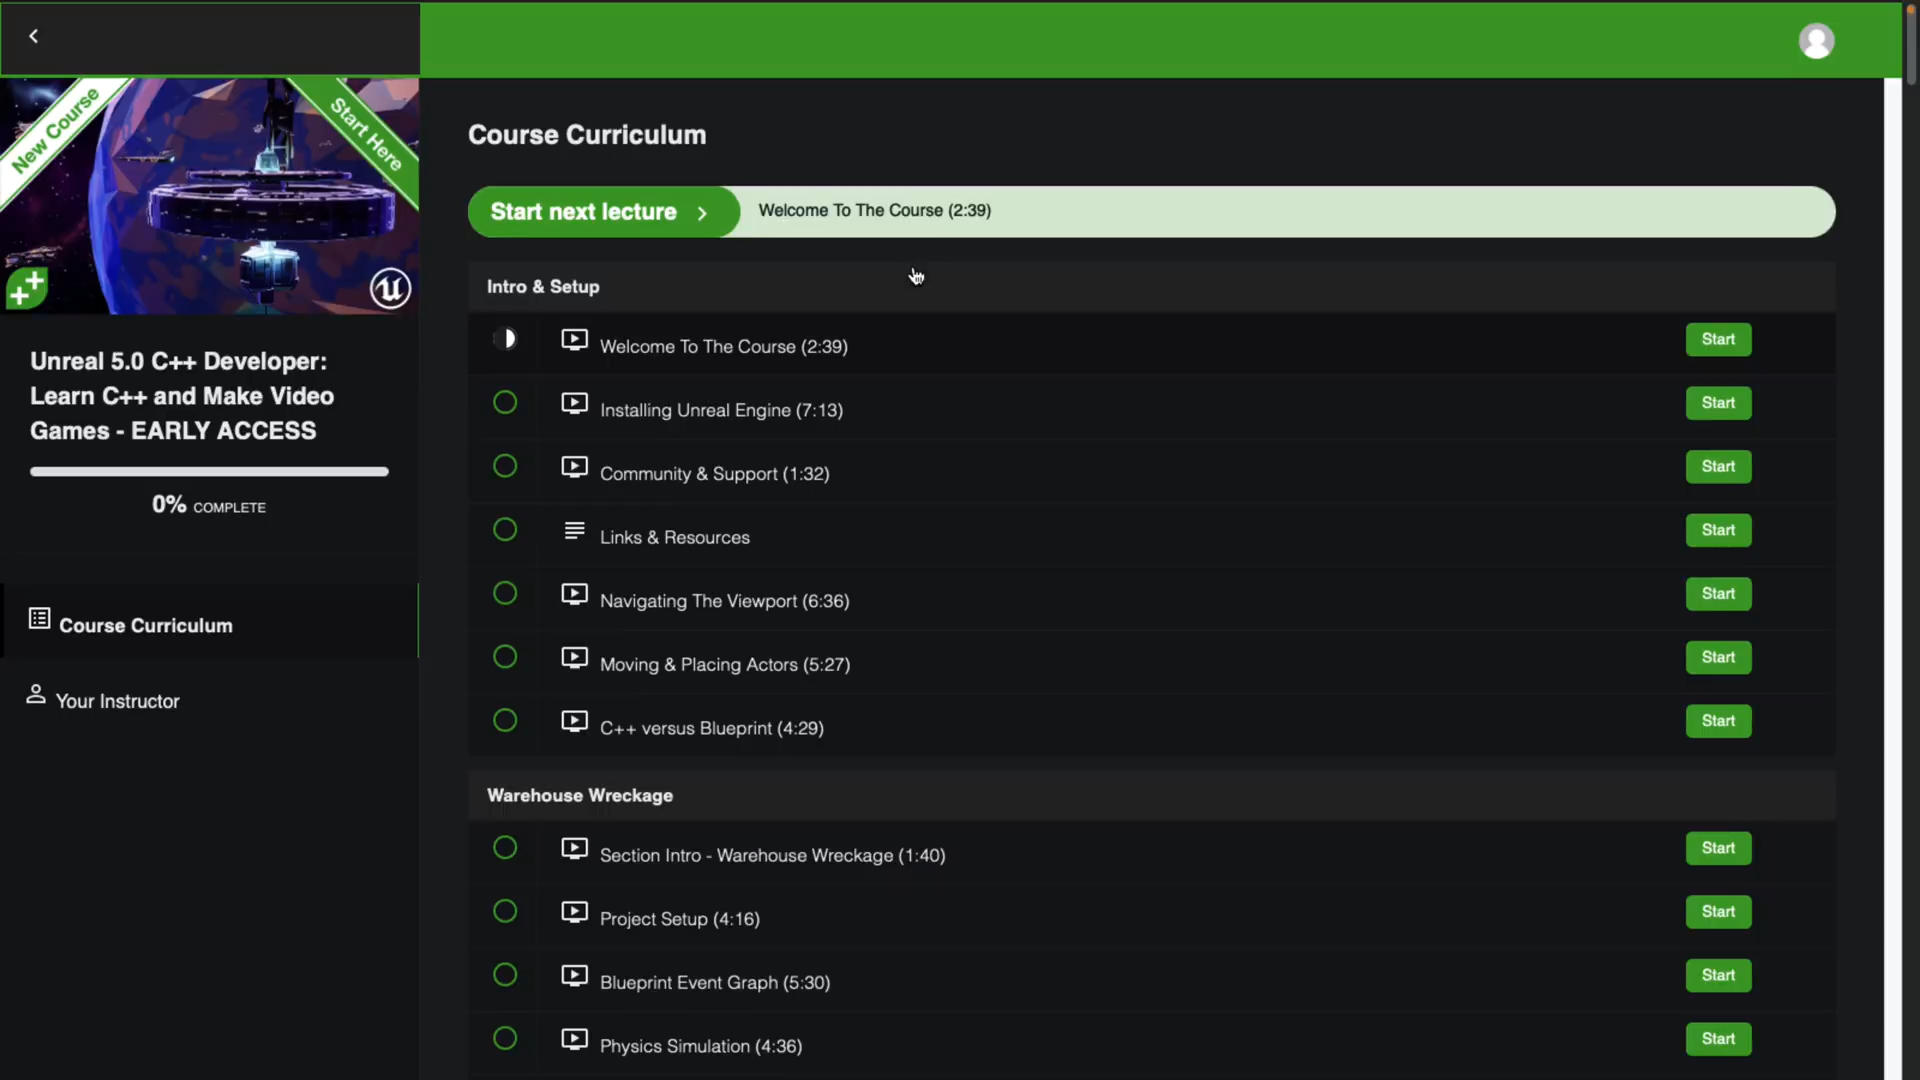 New Course
Start Here
Unreal 5.0 C++ Developer:
Learn C++ and Make Video
Games - EARLY ACCESS
0% COMPLETE
Course Curriculum
Your Instructor
Course Curriculum
Start next lecture
Welcome To The Course (2:39)
Intro & Setup
Welcome To The Course (2:39)
Start
Installing Unreal Engine (7:13)
Start
Community & Support (1:32)
Start
Links & Resources
Start
Navigating The Viewport (6:36)
Start
Moving & Placing Actors (5:27)
Start
C++ versus Blueprint (4:29)
Start
Warehouse Wreckage
Section Intro - Warehouse Wreckage (1:40)
Start
Project Setup (4:16)
Start
Blueprint Event Graph (5:30)
Start
Physics Simulation (4:36)
Start